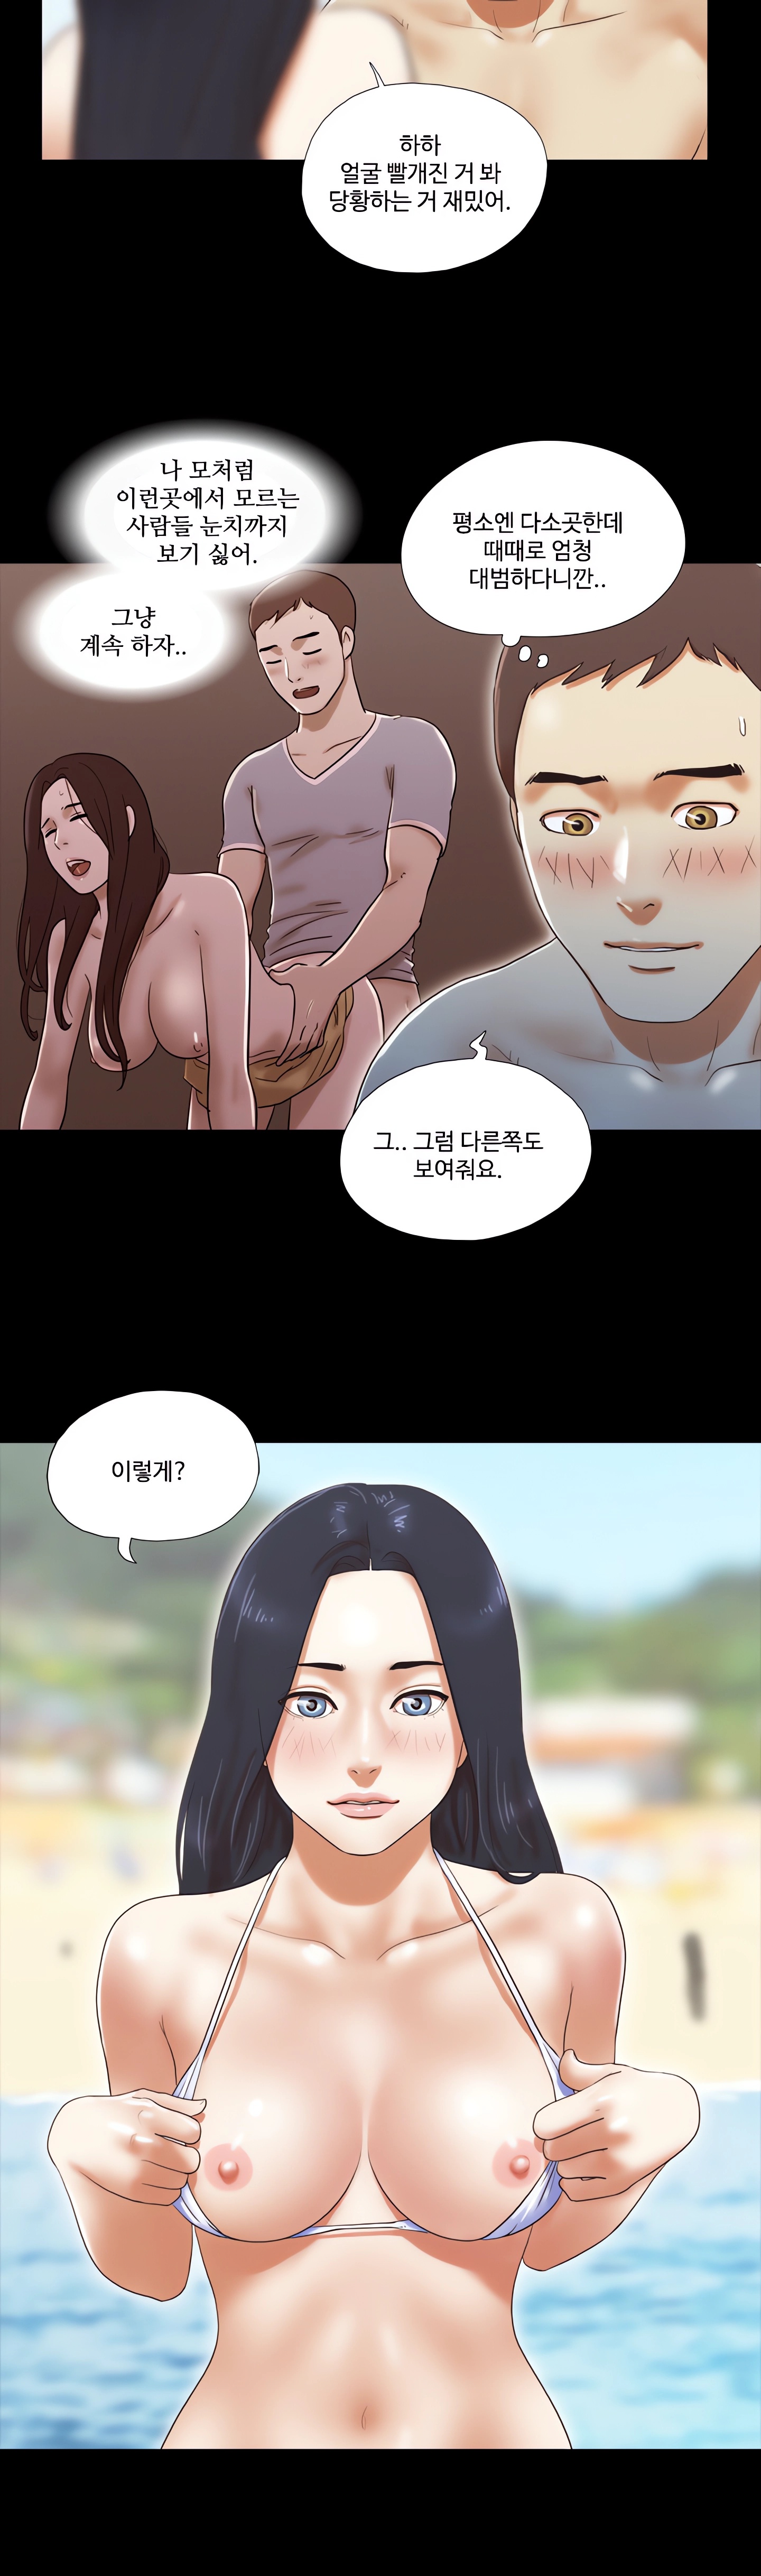 하하
얼굴 빨개진 거 봐
당황하는 거 재밌어.
나 모처럼
이런곳에서 모르는
사람들 눈치까지
보기 싫어.
그냥
계속 하자..
평소엔 다소곳한데
때때로 엄청
대범하다니깐..
그.. 그럼 다른쪽도
보여줘요.
이렇게?